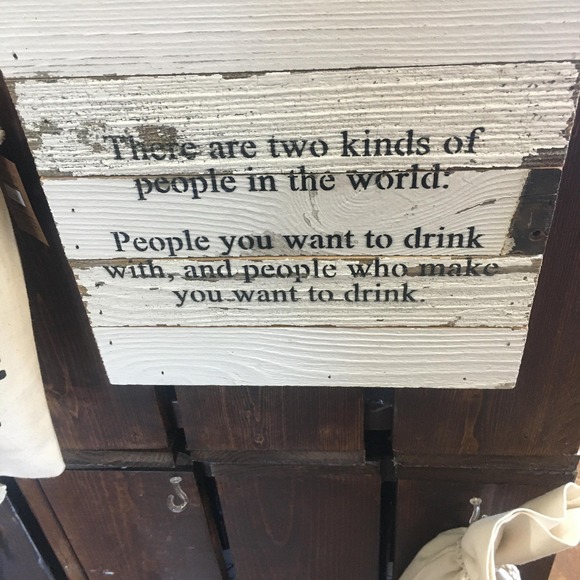 There are two kinds of
people in the world:
People you want to drink
with, and people who make
you want to drink.